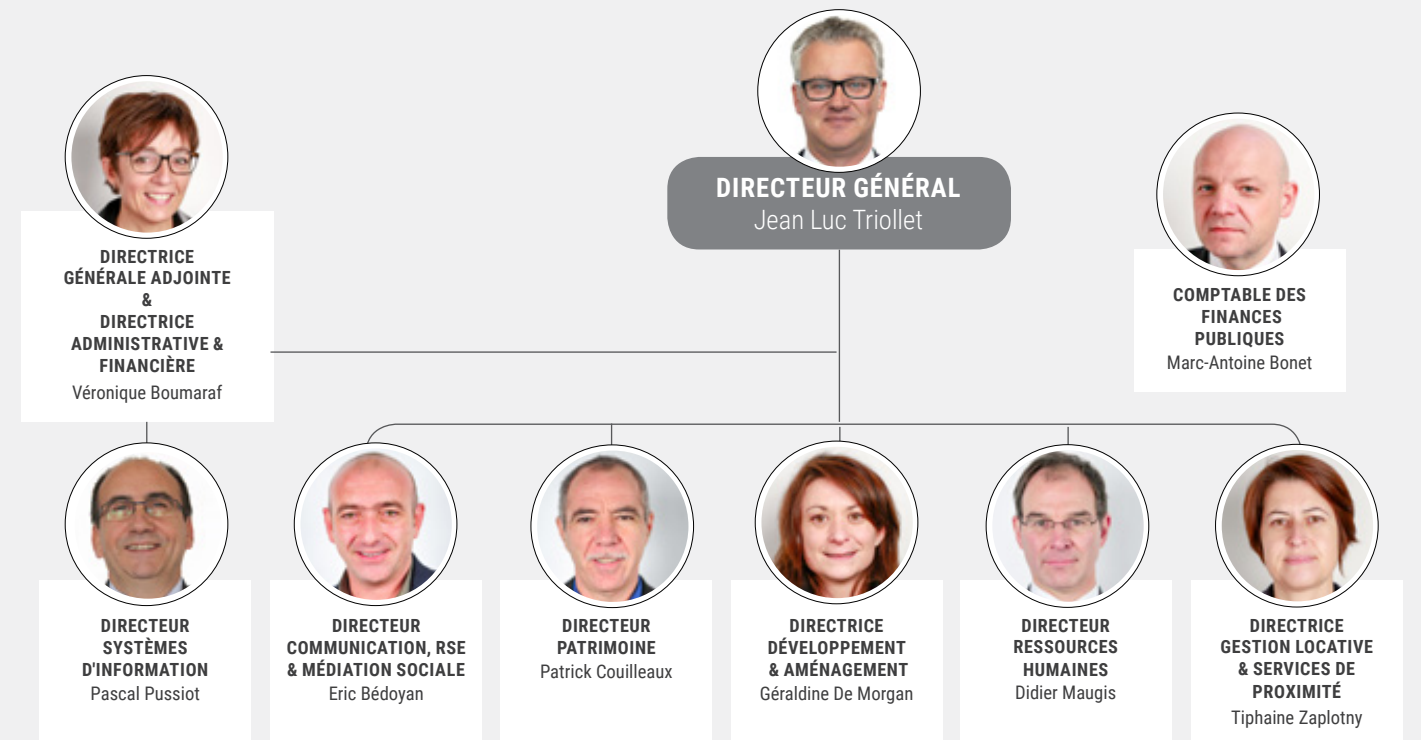 DIRECTEUR GÉNÉRAL
Jean Luc Triollet
DIRECTRICE
GÉNÉRALE ADJOINTE
&
DIRECTRICE
ADMINISTRATIVE &
FINANCIÈRE
Véronique Boumaraf
COMPTABLE DES
FINANCES
PUBLIQUES
Marc-Antoine Bonet
DIRECTEUR
SYSTÈMES
D'INFORMATION
Pascal Pussiot
DIRECTEUR
COMMUNICATION, RSE
& MÉDIATION SOCIALE
Eric Bédoyan
DIRECTEUR
PATRIMOINE
Patrick Couilleaux
DIRECTRICE
DÉVELOPPEMENT
& AMÉNAGEMENT
Géraldine De Morgan
DIRECTEUR
RESSOURCES
HUMAINES
Didier Maugis
DIRECTRICE
GESTION LOCATIVE
& SERVICES DE
PROXIMITÉ
Tiphaine Zaplotny